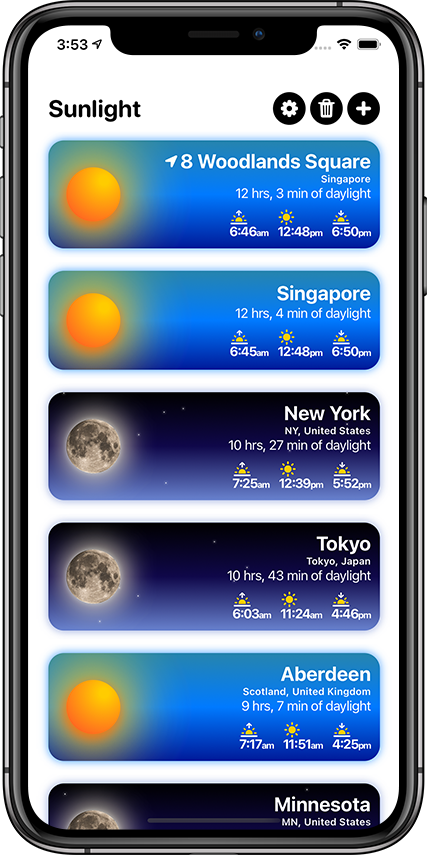 3:53
Sunlight
8 Woodlands Square
Singapore
12 hrs, 3 min of daylight
6:46am 12:48pm 6:50pm
Singapore
12 hrs, 4 min of daylight
6:45am 12:48pm 6:50pm
New York
NY, United States
10 hrs, 27 min of daylight
7:25am 12:39pm 5:52pm
Tokyo
Tokyo, Japan
10 hrs, 43 min of daylight
6:03am 11:24am 4:46pm
Aberdeen
Scotland, United Kingdom
9 hrs, 7 min of daylight
7:17am 11:51am 4:25pm
Minnesota
MN, United States